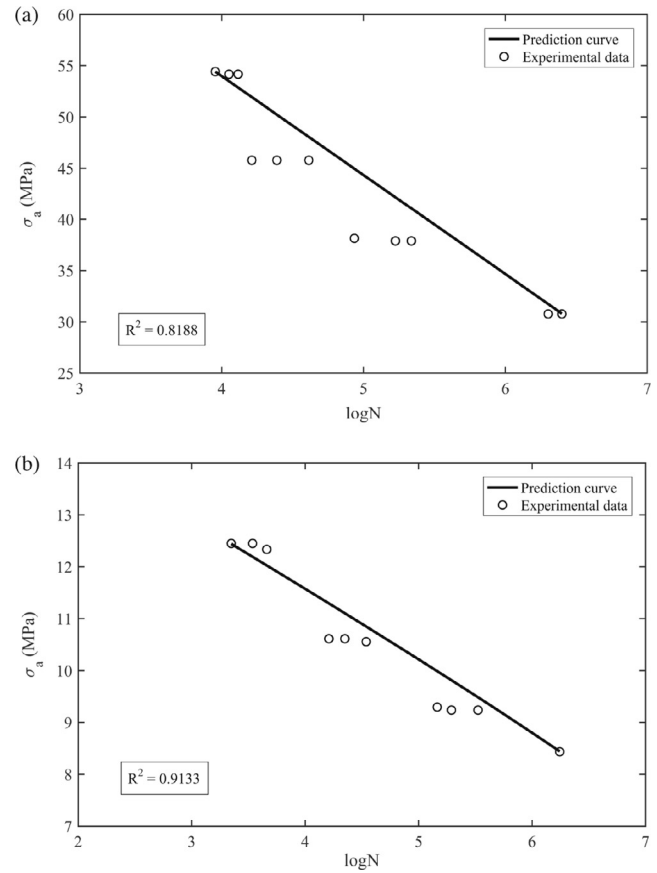 (a)
60
55
50
45
40
35
30
25
σa (MPa)
Prediction curve
Experimental data
R² = 0.8188
3 4 5 6 7
logN
(b)
14
13
12
11
10
9
8
7
σa (MPa)
Prediction curve
Experimental data
R² = 0.9133
2 3 4 5 6 7
logN